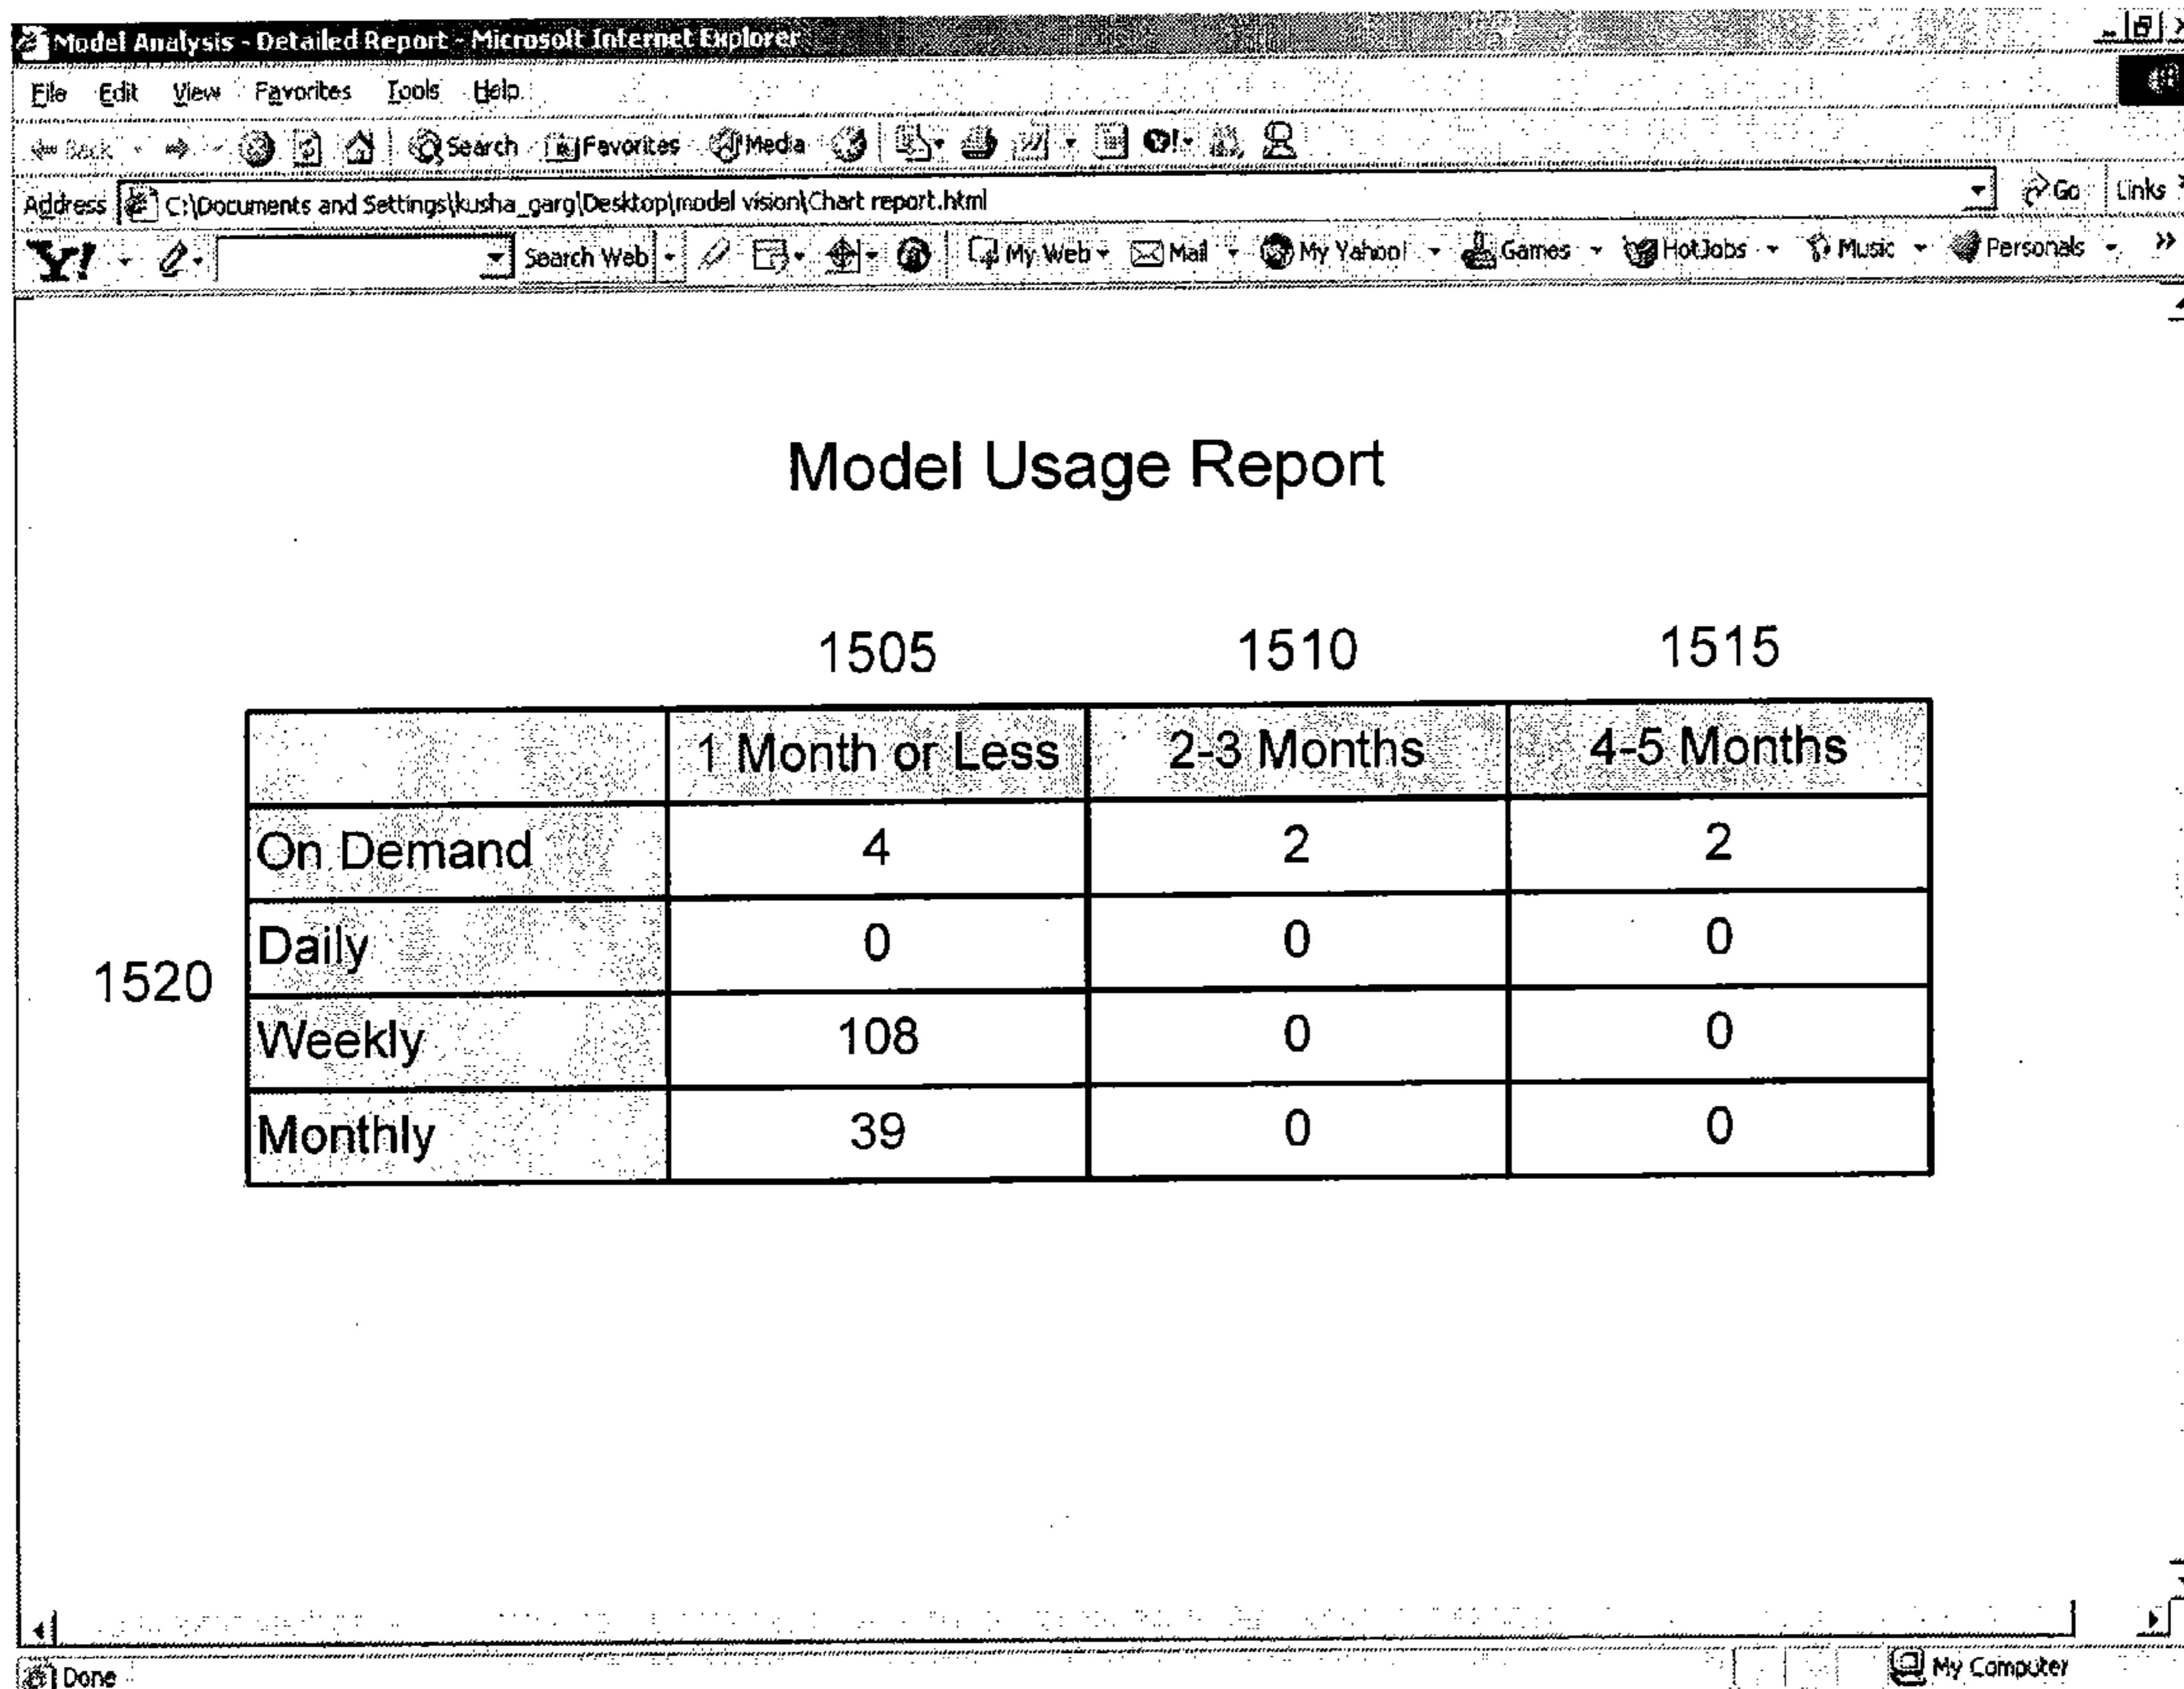 Model Analysis - Detailed Report - Microsoft Internet Explorer
File Edit View Favorites Tools Help
Back Search Favorites Media
Address C:\Documents and Settings\kusha_garg\Desktop\model vision\Chart report.html Go Links
Y! Search Web My Web Mail My Yahoo! Games HotJobs Music Personals »
Model Usage Report
1505 1510 1515
1 Month or Less 2-3 Months 4-5 Months
On Demand 4 2 2
Daily 0 0 0
1520
Weekly 108 0 0
Monthly 39 0 0
Done My Computer